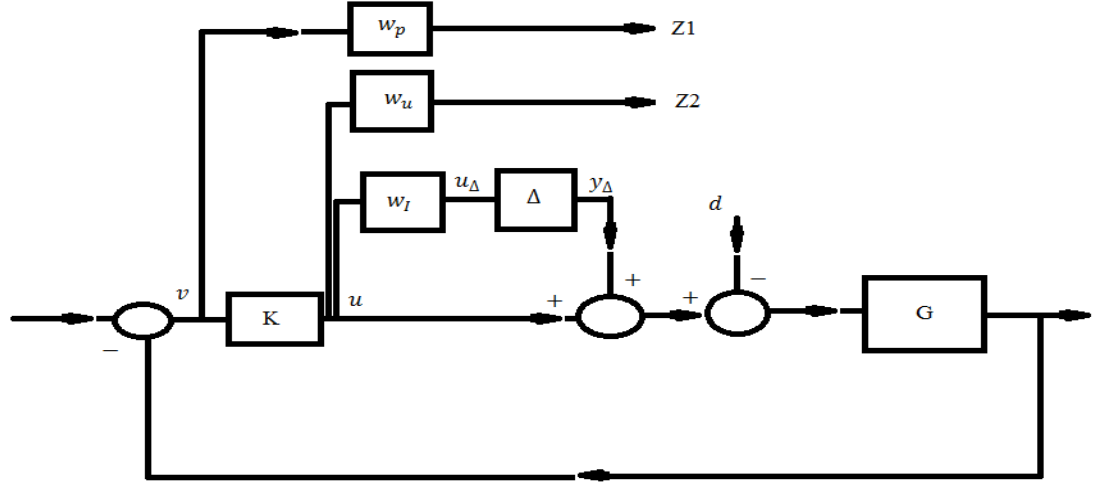 w_p Z1
w_u Z2
w_I u_Δ Δ y_Δ
d
v K u + + + − G
−